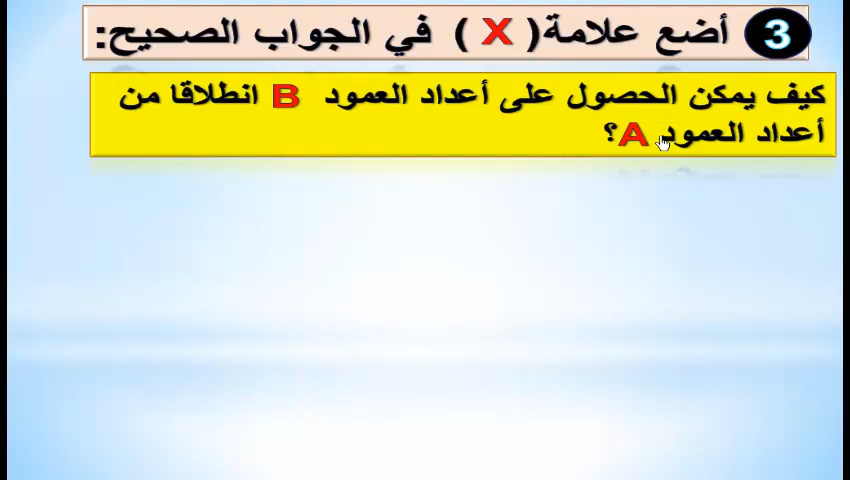 3 أضع علامة( X ) في الجواب الصحيح:
كيف يمكن الحصول على أعداد العمود B انطلاقا من
أعداد العمود A؟